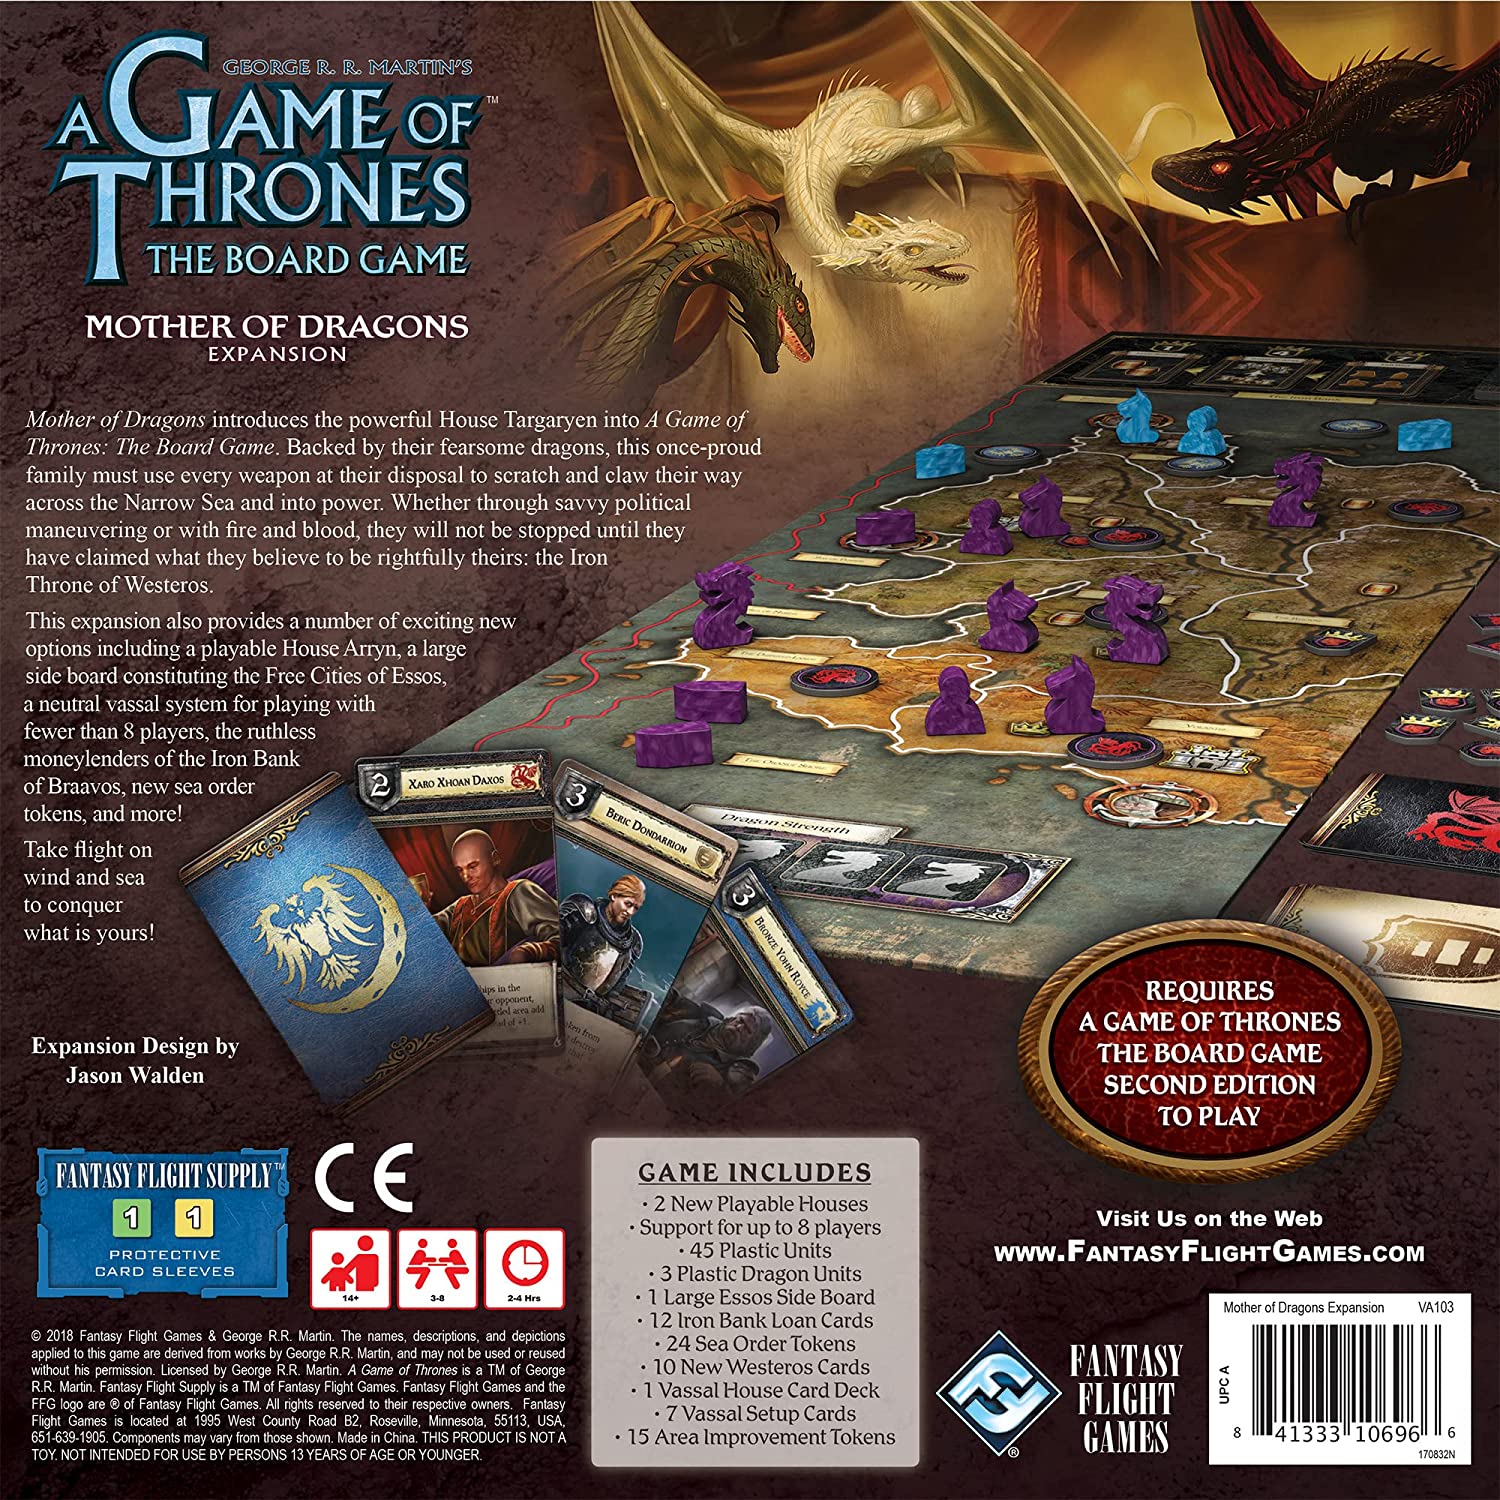 GEORGE R. R. MARTIN'S
A GAME OF
THRONES™
THE BOARD GAME
MOTHER OF DRAGONS
EXPANSION
Mother of Dragons introduces the powerful House Targaryen into A Game of
Thrones: The Board Game. Backed by their fearsome dragons, this once-proud
family must use every weapon at their disposal to scratch and claw their way
across the Narrow Sea and into power. Whether through savvy political
maneuvering or with fire and blood, they will not be stopped until they
have claimed what they believe to be rightfully theirs: the Iron
Throne of Westeros.
This expansion also provides a number of exciting new
options including a playable House Arryn, a large
side board constituting the Free Cities of Essos,
a neutral vassal system for playing with
fewer than 8 players, the ruthless
moneylenders of the Iron Bank
of Braavos, new sea order
tokens, and more!
Take flight on
wind and sea
to conquer
what is yours!
The Iron Bank
Volantis
The Orange Shore
2 Xaro Xhoan Daxos
3 Beric Dondarrion
3 Bronze Yohn Royce
Dragon Strength
ships in the
opponent,
area add
of +1.
Expansion Design by
Jason Walden
REQUIRES
A GAME OF THRONES
THE BOARD GAME
SECOND EDITION
TO PLAY
FANTASY FLIGHT SUPPLY™
1 1
PROTECTIVE
CARD SLEEVES
CE
14+
3-8
2-4 Hrs
GAME INCLUDES
• 2 New Playable Houses
• Support for up to 8 players
• 45 Plastic Units
• 3 Plastic Dragon Units
• 1 Large Essos Side Board
• 12 Iron Bank Loan Cards
• 24 Sea Order Tokens
• 10 New Westeros Cards
• 1 Vassal House Card Deck
• 7 Vassal Setup Cards
• 15 Area Improvement Tokens
Visit Us on the Web
WWW.FANTASYFLIGHTGAMES.COM
© 2018 Fantasy Flight Games & George R.R. Martin. The names, descriptions, and depictions
applied to this game are derived from works by George R.R. Martin, and may not be used or reused
without his permission. Licensed by George R.R. Martin. A Game of Thrones is a TM of George
R.R. Martin. Fantasy Flight Supply is a TM of Fantasy Flight Games. Fantasy Flight Games and the
FFG logo are ® of Fantasy Flight Games. All rights reserved to their respective owners. Fantasy
Flight Games is located at 1995 West County Road B2, Roseville, Minnesota, 55113, USA,
651-639-1905. Components may vary from those shown. Made in China. THIS PRODUCT IS NOT A
TOY. NOT INTENDED FOR USE BY PERSONS 13 YEARS OF AGE OR YOUNGER.
FANTASY
FLIGHT
GAMES
®
Mother of Dragons Expansion VA103
UPC A
8 41333 10696 6
170832N